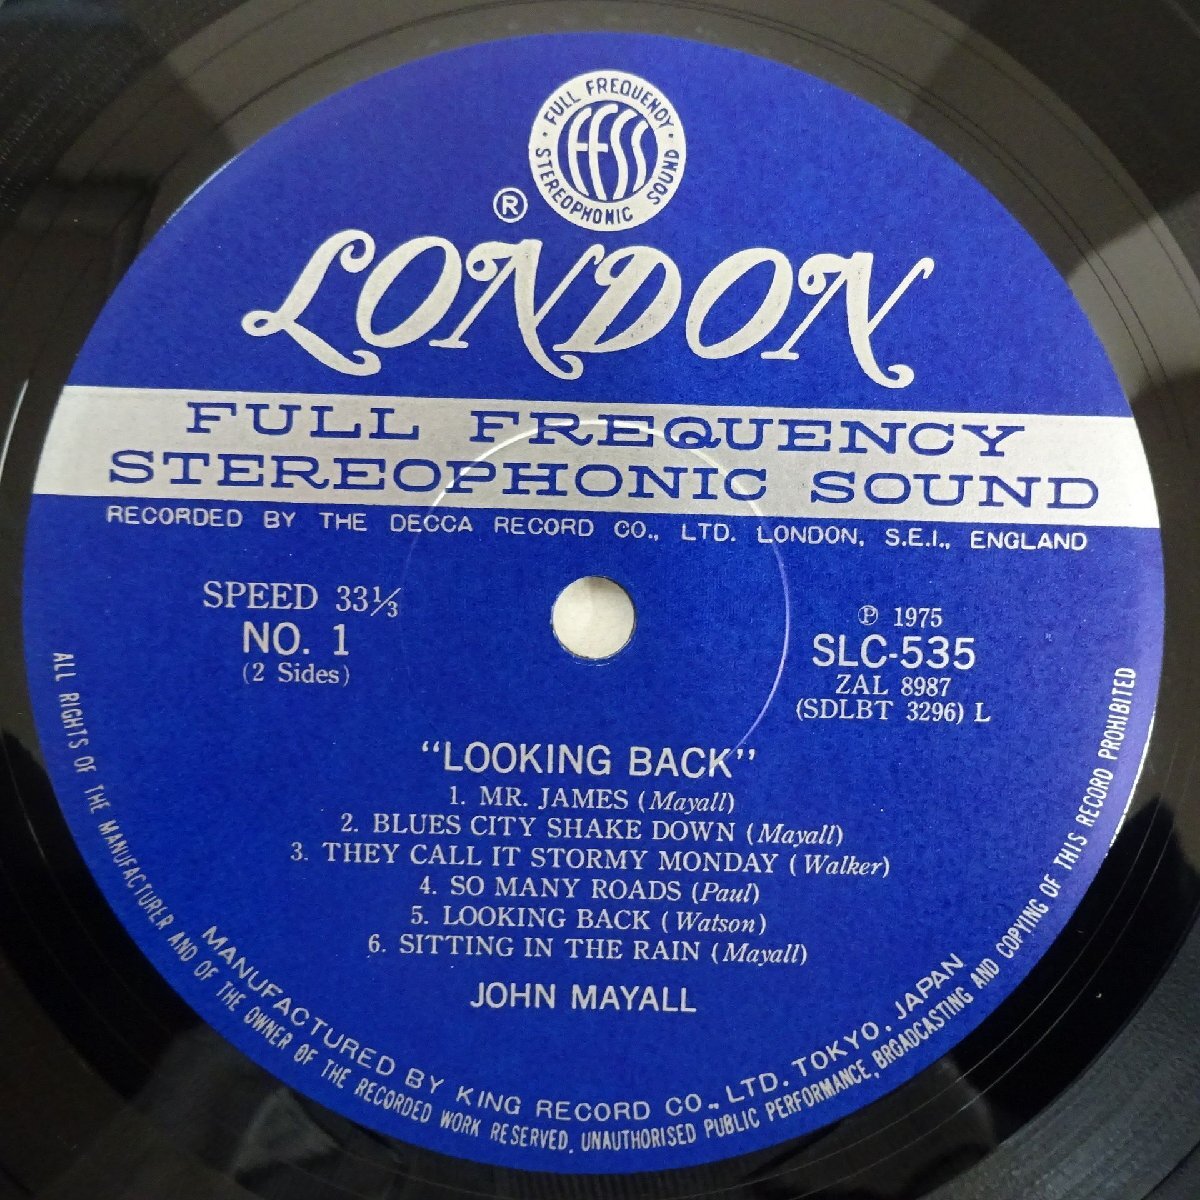 FULL FREQUENCY
STEREOPHONIC SOUND
FFSS
®
LONDON
FULL FREQUENCY
STEREOPHONIC SOUND
RECORDED BY THE DECCA RECORD CO., LTD. LONDON, S.E.I., ENGLAND
SPEED 33⅓
NO. 1
(2 Sides)
℗ 1975
SLC-535
ZAL 8987
(SDLBT 3296) L
"LOOKING BACK"
1. MR. JAMES (Mayall)
2. BLUES CITY SHAKE DOWN (Mayall)
3. THEY CALL IT STORMY MONDAY (Walker)
4. SO MANY ROADS (Paul)
5. LOOKING BACK (Watson)
6. SITTING IN THE RAIN (Mayall)
JOHN MAYALL
MANUFACTURED BY KING RECORD CO., LTD. TOKYO, JAPAN
ALL RIGHTS OF THE MANUFACTURER AND OF THE OWNER OF THE RECORDED WORK RESERVED. UNAUTHORISED PUBLIC PERFORMANCE, BROADCASTING AND COPYING OF THIS RECORD PROHIBITED